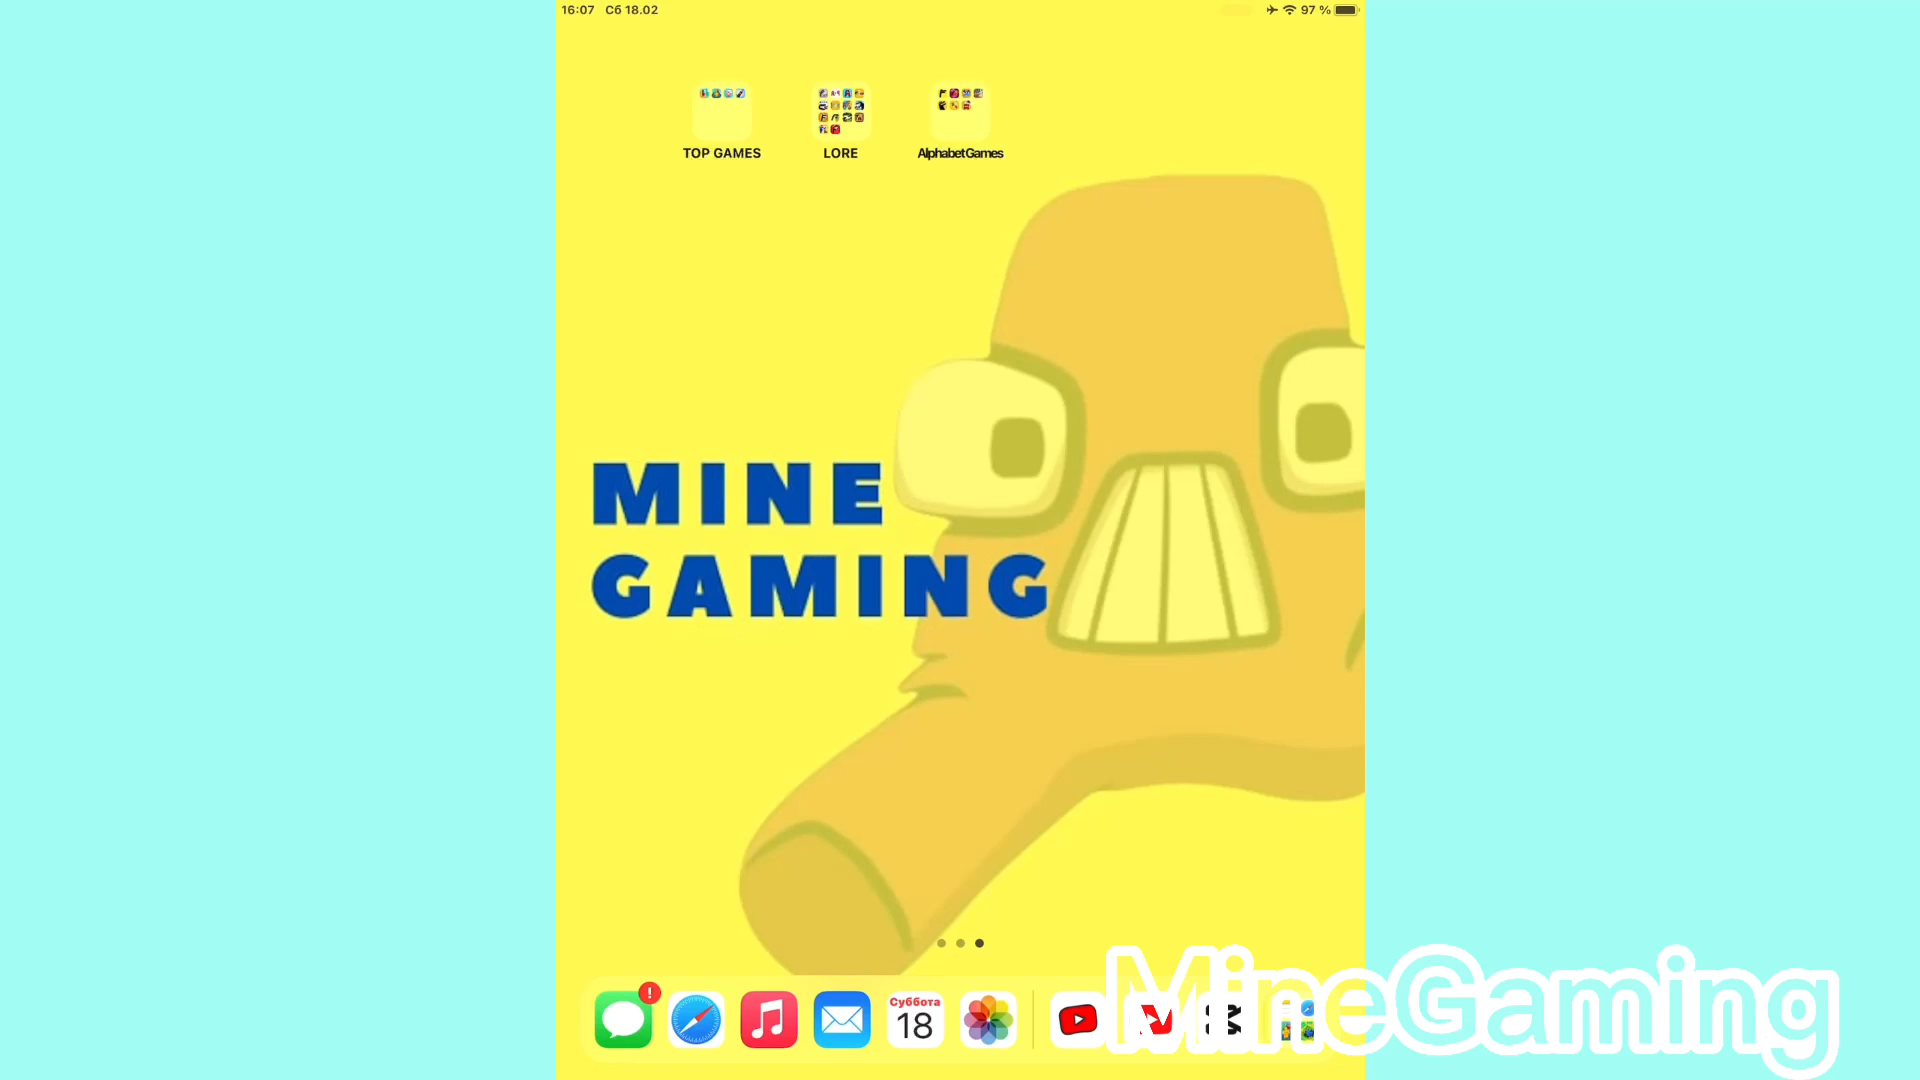 16:07 Сб 18.02
97 %
TOP GAMES
LORE
AlphabetGames
MINE
GAMING
!
Суббота
18
MineGaming